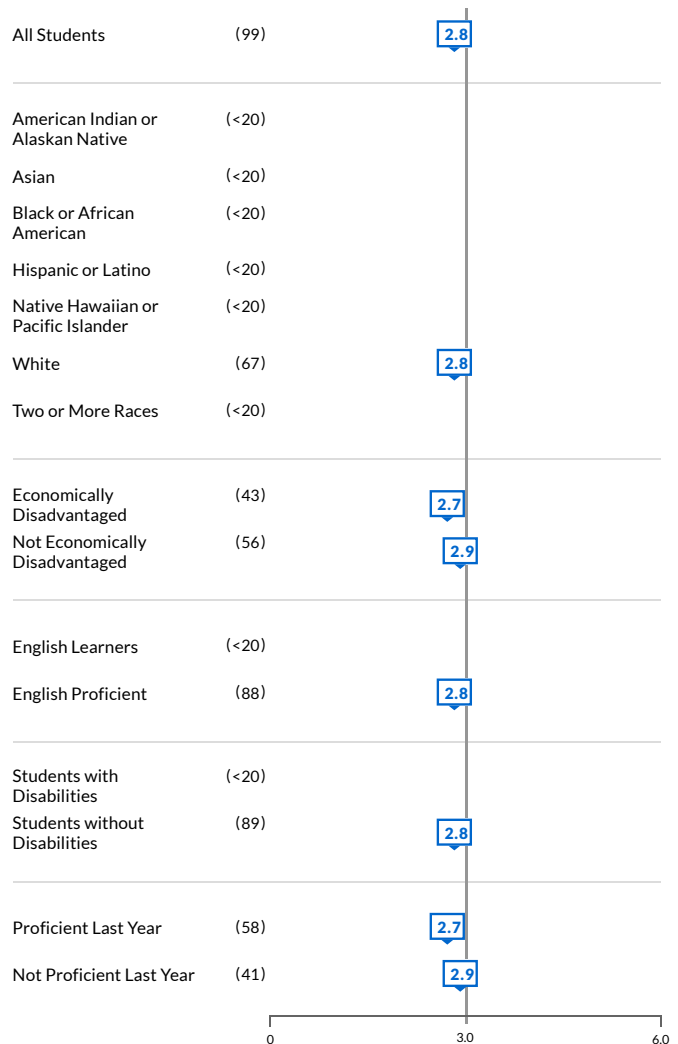 All Students (99) 2.8
American Indian or (<20)
Alaskan Native
Asian (<20)
Black or African (<20)
American
Hispanic or Latino (<20)
Native Hawaiian or (<20)
Pacific Islander
White (67) 2.8
Two or More Races (<20)
Economically (43) 2.7
Disadvantaged
Not Economically (56) 2.9
Disadvantaged
English Learners (<20)
English Proficient (88) 2.8
Students with (<20)
Disabilities
Students without (89) 2.8
Disabilities
Proficient Last Year (58) 2.7
Not Proficient Last Year (41) 2.9
0 3.0 6.0